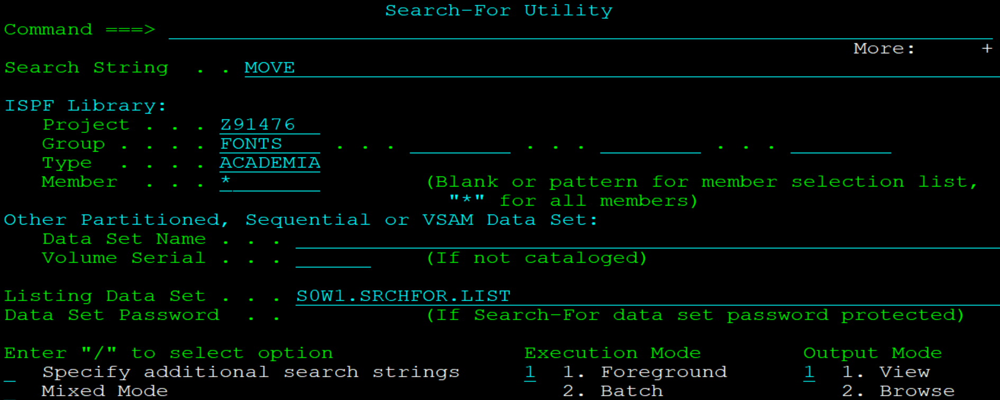 Search-For Utility
Command ===>
More:     +
Search String  . . MOVE
ISPF Library:
Project . . . Z91476
Group . . . . FONTS    . . .          . . .          . . .
Type  . . . . ACADEMIA
Member  . . . *        (Blank or pattern for member selection list,
"*" for all members)
Other Partitioned, Sequential or VSAM Data Set:
Data Set Name . . .
Volume Serial . . .        (If not cataloged)
Listing Data Set . . . S0W1.SRCHFOR.LIST
Data Set Password  . .        (If Search-For data set password protected)
Enter "/" to select option        Execution Mode        Output Mode
_  Specify additional search strings    1  1. Foreground    1  1. View
Mixed Mode    2. Batch    2. Browse